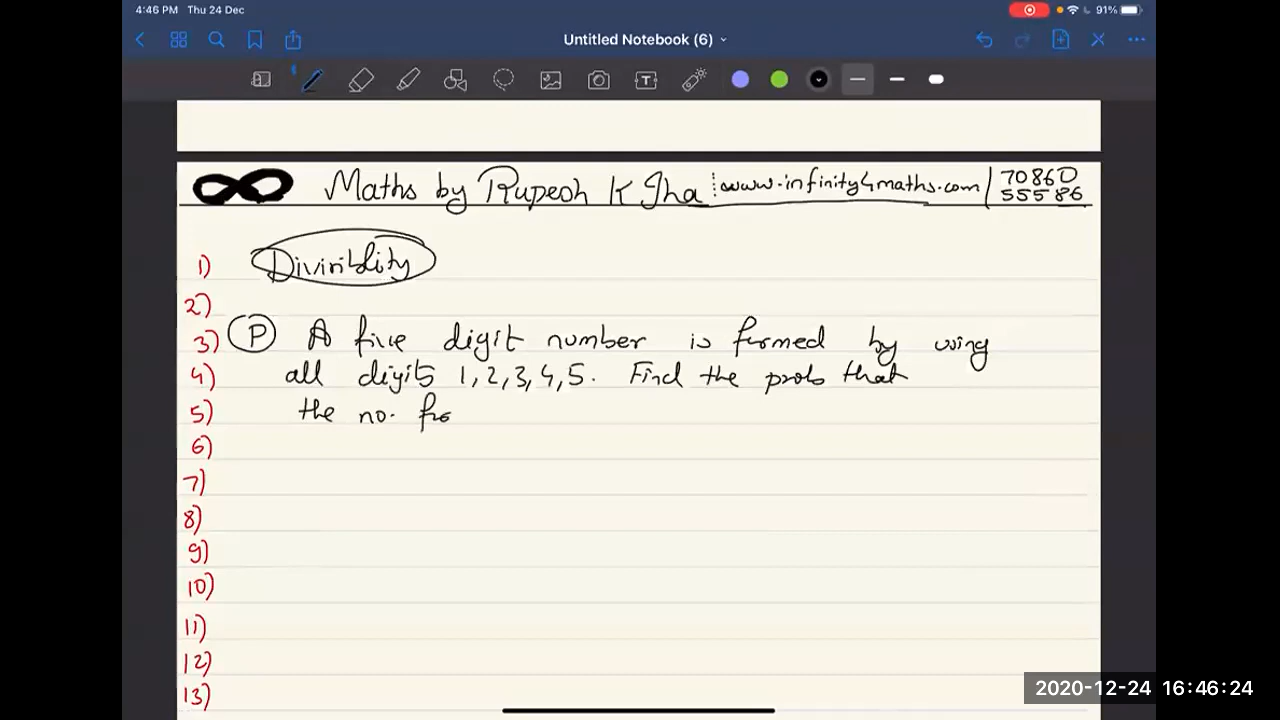 4:46 PM Thu 24 Dec
91%
Untitled Notebook (6)
Maths by Rupesh K Jha www.infinity4maths.com 70860
55586
1) Divisibility
2)
3) P A five digit number is formed by using
4) all digits 1, 2, 3, 4, 5. Find the prob that
5) the no. fro
6)
7)
8)
9)
10)
11)
12)
13)
2020-12-24 16:46:24